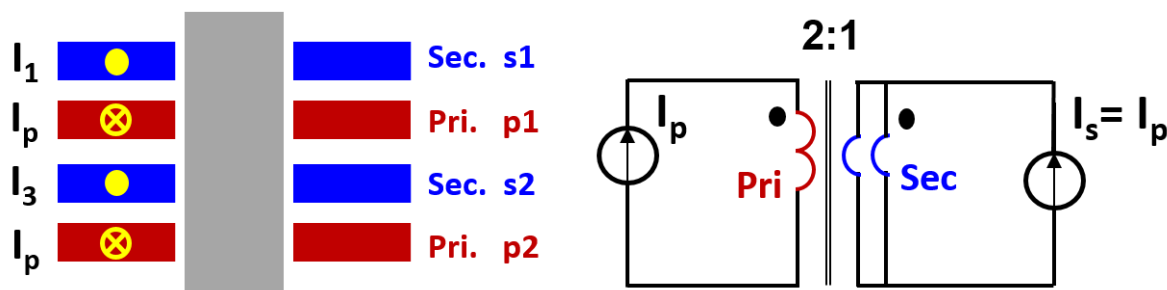 I₁ Sec. s1
Iₚ Pri. p1
I₃ Sec. s2
Iₚ Pri. p2
2:1
Iₚ
Pri
Sec
Iₛ= Iₚ